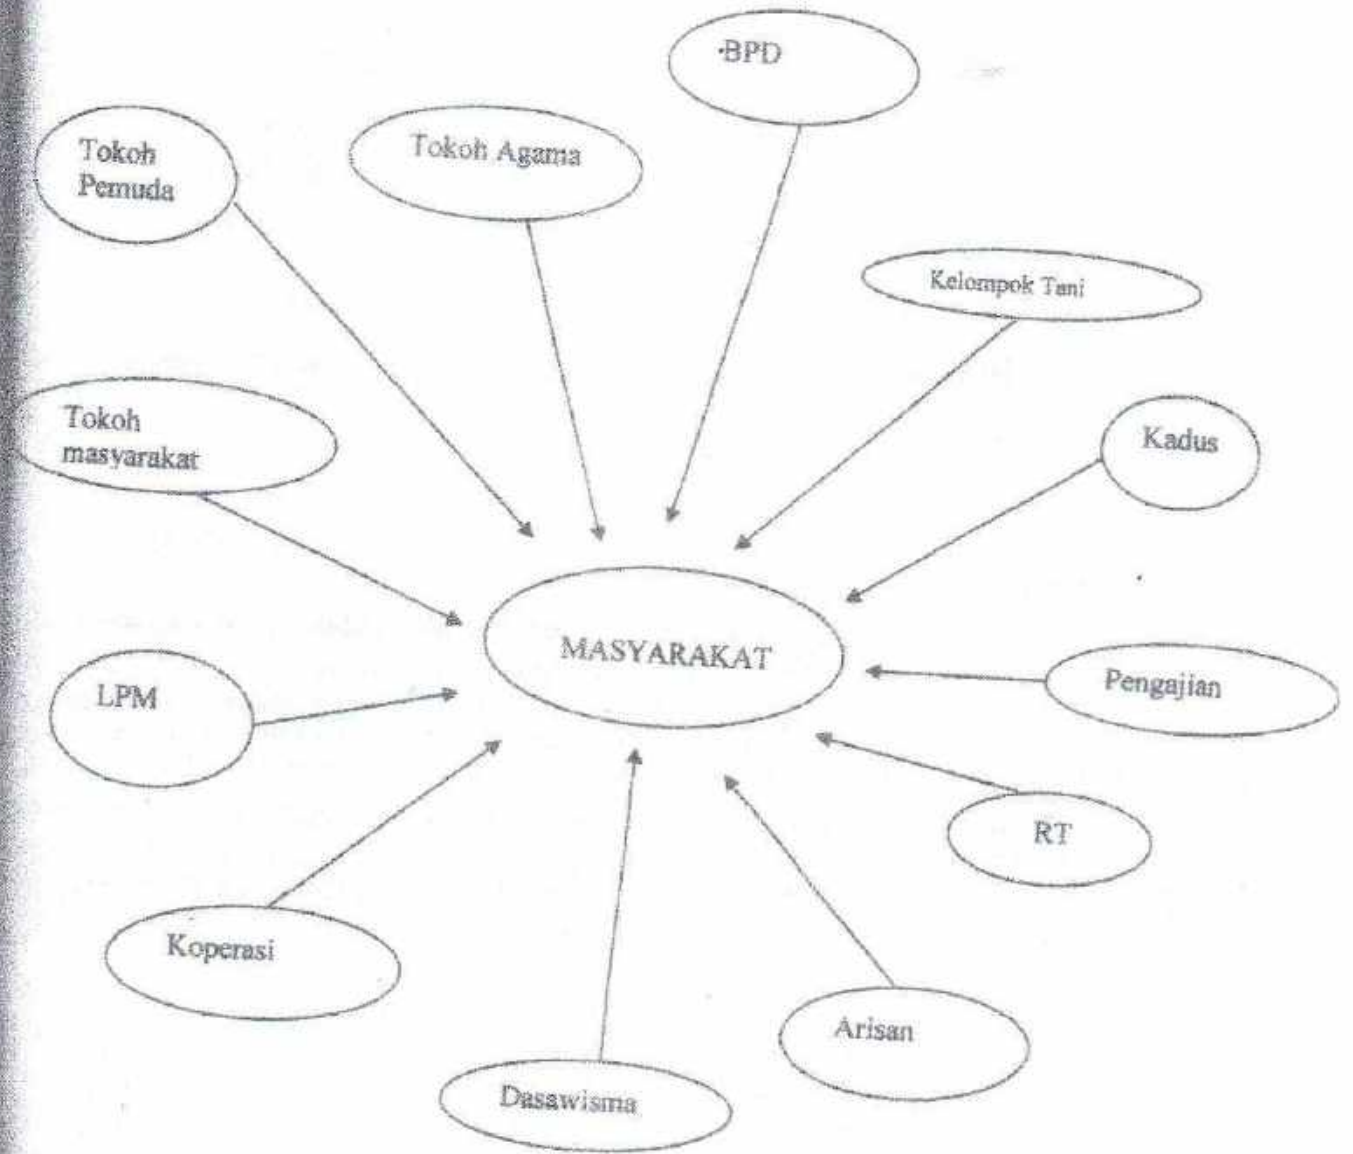 BPD
Tokoh Agama
Tokoh
Pemuda
Kelompok Tani
Tokoh
masyarakat
Kadus
MASYARAKAT
LPM
Pengajian
RT
Koperasi
Arisan
Dasawisma